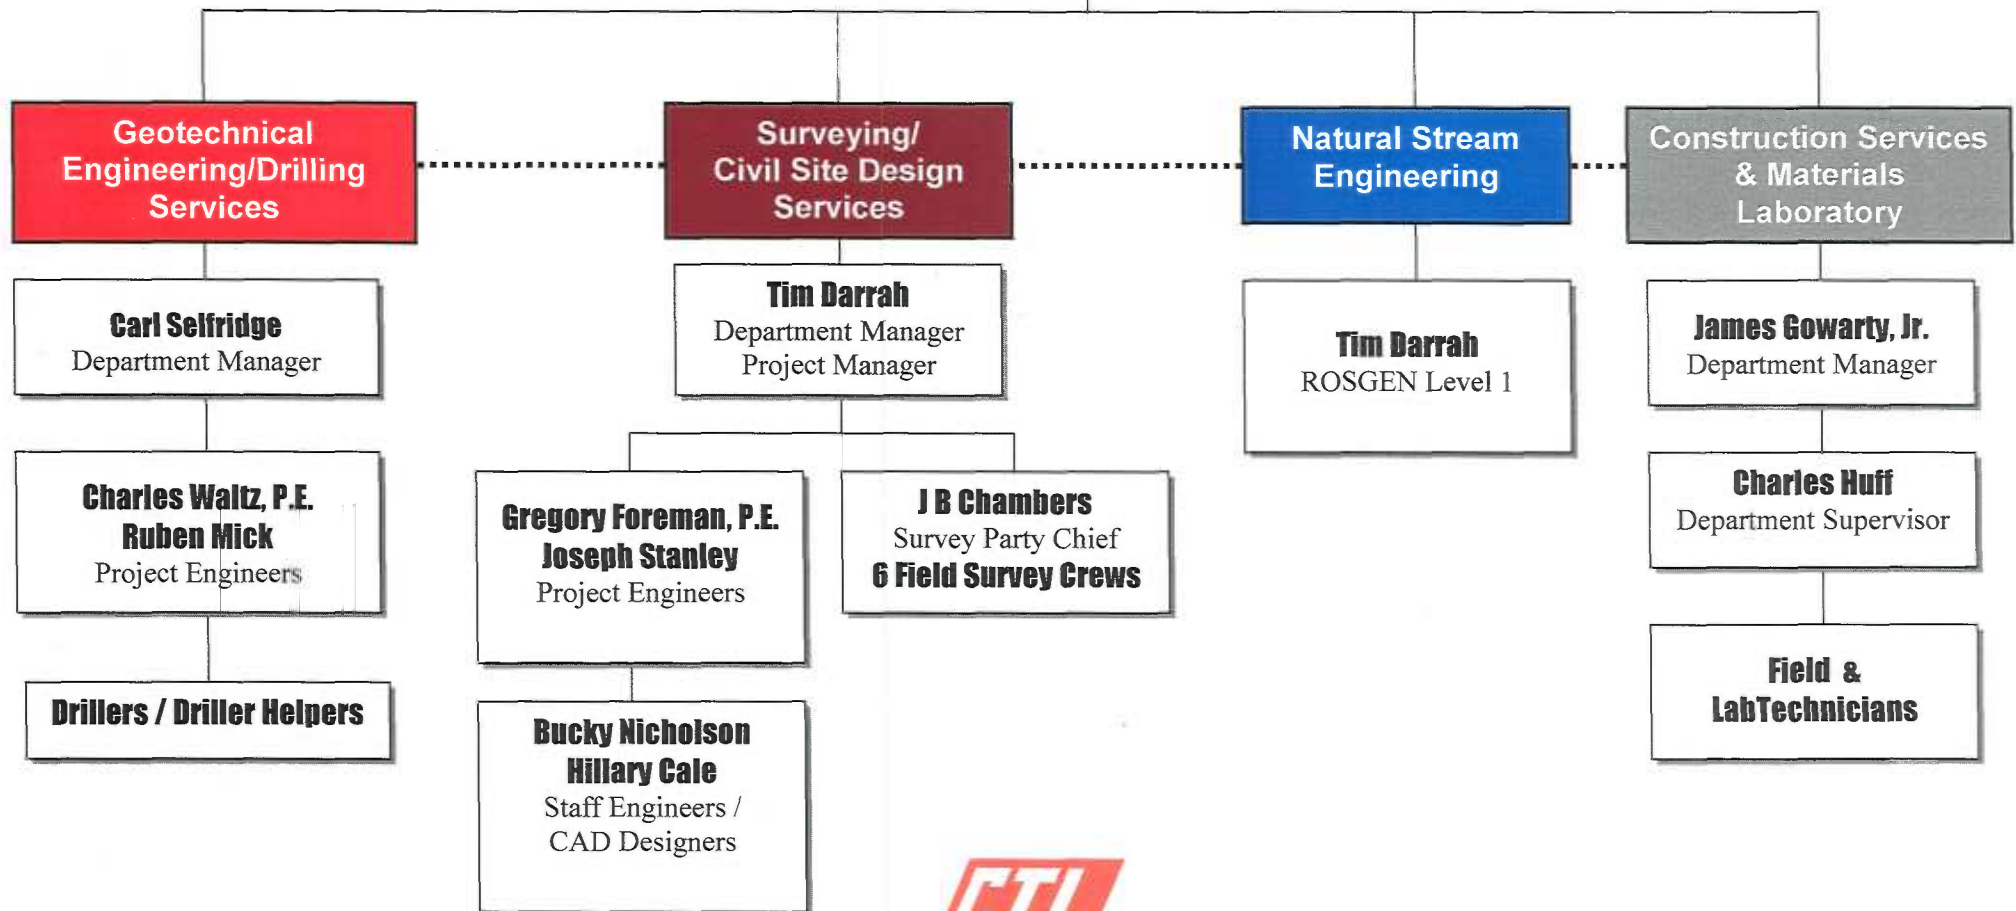 Geotechnical
Engineering/Drilling
Services
Surveying/
Civil Site Design
Services
Natural Stream
Engineering
Construction Services
& Materials
Laboratory
Carl Selfridge
Department Manager
Charles Waltz, P.E.
Ruben Mick
Project Engineers
Drillers / Driller Helpers
Tim Darrah
Department Manager
Project Manager
Gregory Foreman, P.E.
Joseph Stanley
Project Engineers
Bucky Nicholson
Hillary Cale
Staff Engineers /
CAD Designers
J B Chambers
Survey Party Chief
6 Field Survey Crews
Tim Darrah
ROSGEN Level 1
James Gowarty, Jr.
Department Manager
Charles Huff
Department Supervisor
Field &
LabTechnicians